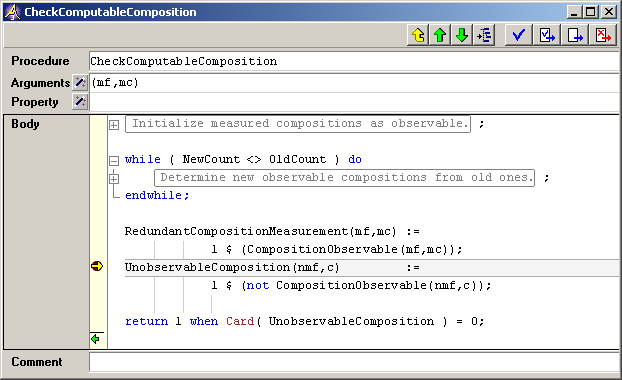 CheckComputableComposition
Procedure CheckComputableComposition
Arguments (mf,mc)
Property
Body
Initialize measured compositions as observable. ;
while ( NewCount <> OldCount ) do
Determine new observable compositions from old ones. ;
endwhile;
RedundantCompositionMeasurement(mf,mc) :=
1 $ (CompositionObservable(mf,mc));
UnobservableComposition(nmf,c) :=
1 $ (not CompositionObservable(nmf,c));
return 1 when Card( UnobservableComposition ) = 0;
Comment